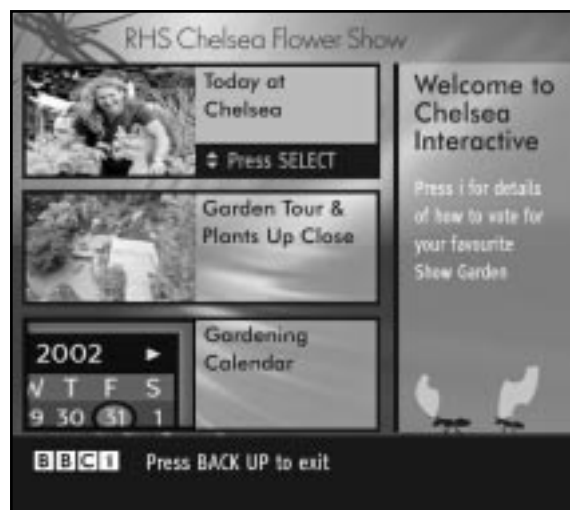 RHS Chelsea Flower Show
Today at
Chelsea
Press SELECT
Garden Tour &
Plants Up Close
2002
W T F S
29 30 31 1
Gardening
Calendar
Welcome to
Chelsea
Interactive
Press i for details
of how to vote for
your favourite
Show Garden
BBCi Press BACK UP to exit